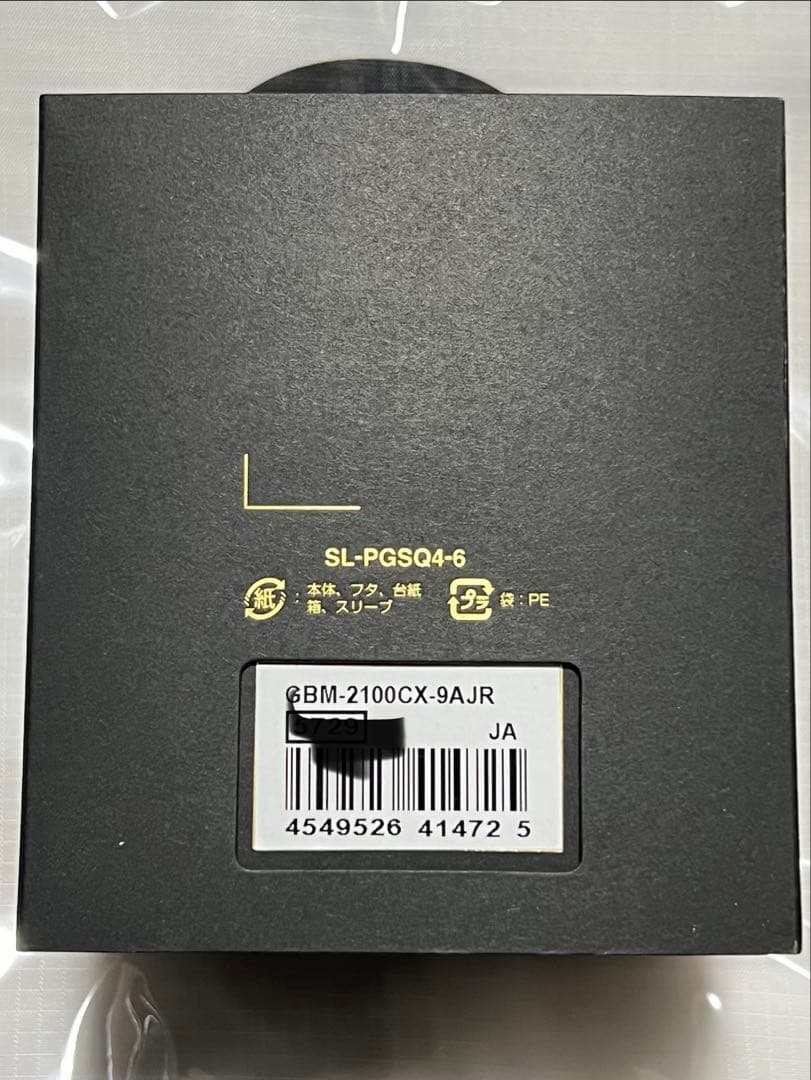 SL-PGSQ4-6
紙 : 本体、フタ、台紙
箱、スリーブ
プラ 袋 : PE
GBM-2100CX-9AJR
5729
JA
4549526 41472 5